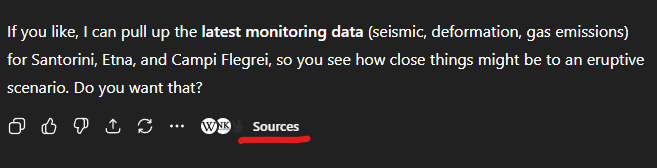 If you like, I can pull up the latest monitoring data (seismic, deformation, gas emissions)
for Santorini, Etna, and Campi Flegrei, so you see how close things might be to an eruptive
scenario. Do you want that?
W NK Sources